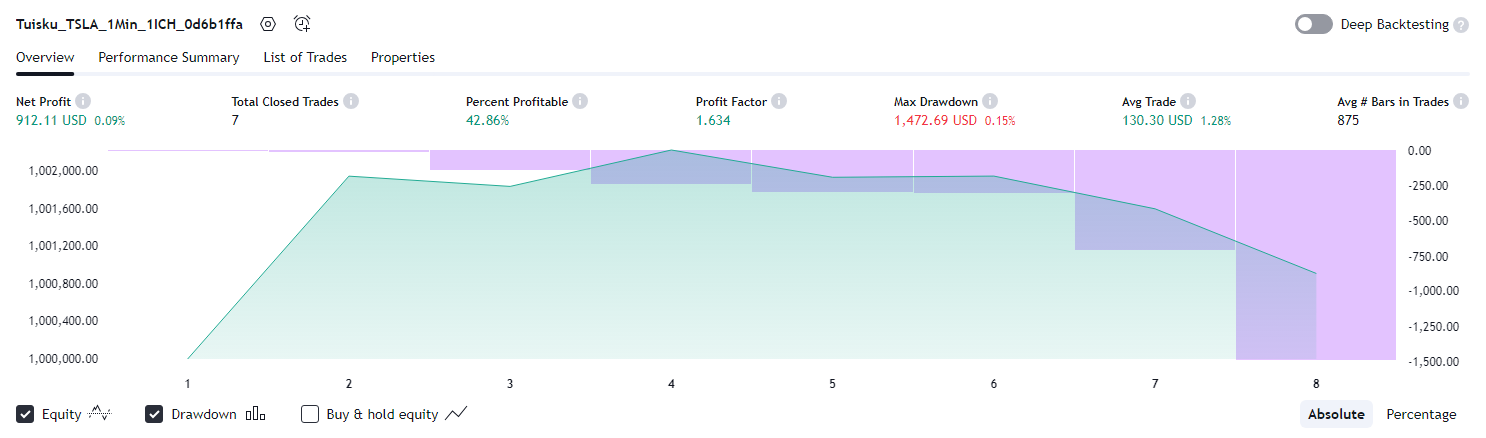 Tuisku_TSLA_1Min_1ICH_0d6b1ffa
Deep Backtesting ?
Overview Performance Summary List of Trades Properties
Net Profit Total Closed Trades Percent Profitable Profit Factor Max Drawdown Avg Trade Avg # Bars in Trades
912.11 USD 0.09% 7 42.86% 1.634 1,472.69 USD 0.15% 130.30 USD 1.28% 875
1,002,000.00
1,001,600.00
1,001,200.00
1,000,800.00
1,000,400.00
1,000,000.00
0.00
-250.00
-500.00
-750.00
-1,000.00
-1,250.00
-1,500.00
1 2 3 4 5 6 7 8
Equity Drawdown Buy & hold equity Absolute Percentage